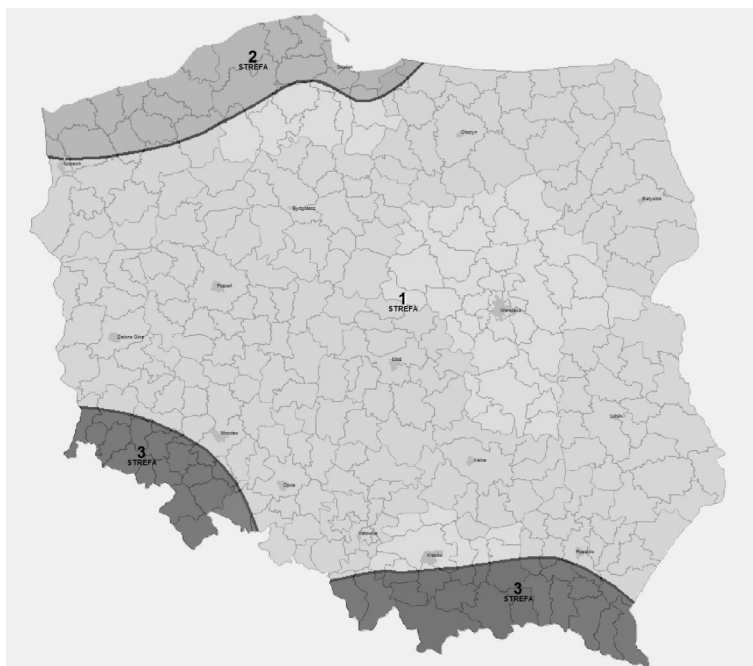 2
STREFA
Gdańsk
Olsztyn
Szczecin
Białystok
Bydgoszcz
Poznań
1
STREFA
Warszawa
Zielona Góra
Łódź
Lublin
Wrocław
3
STREFA
Kielce
Opole
Katowice
Kraków
Rzeszów
3
STREFA